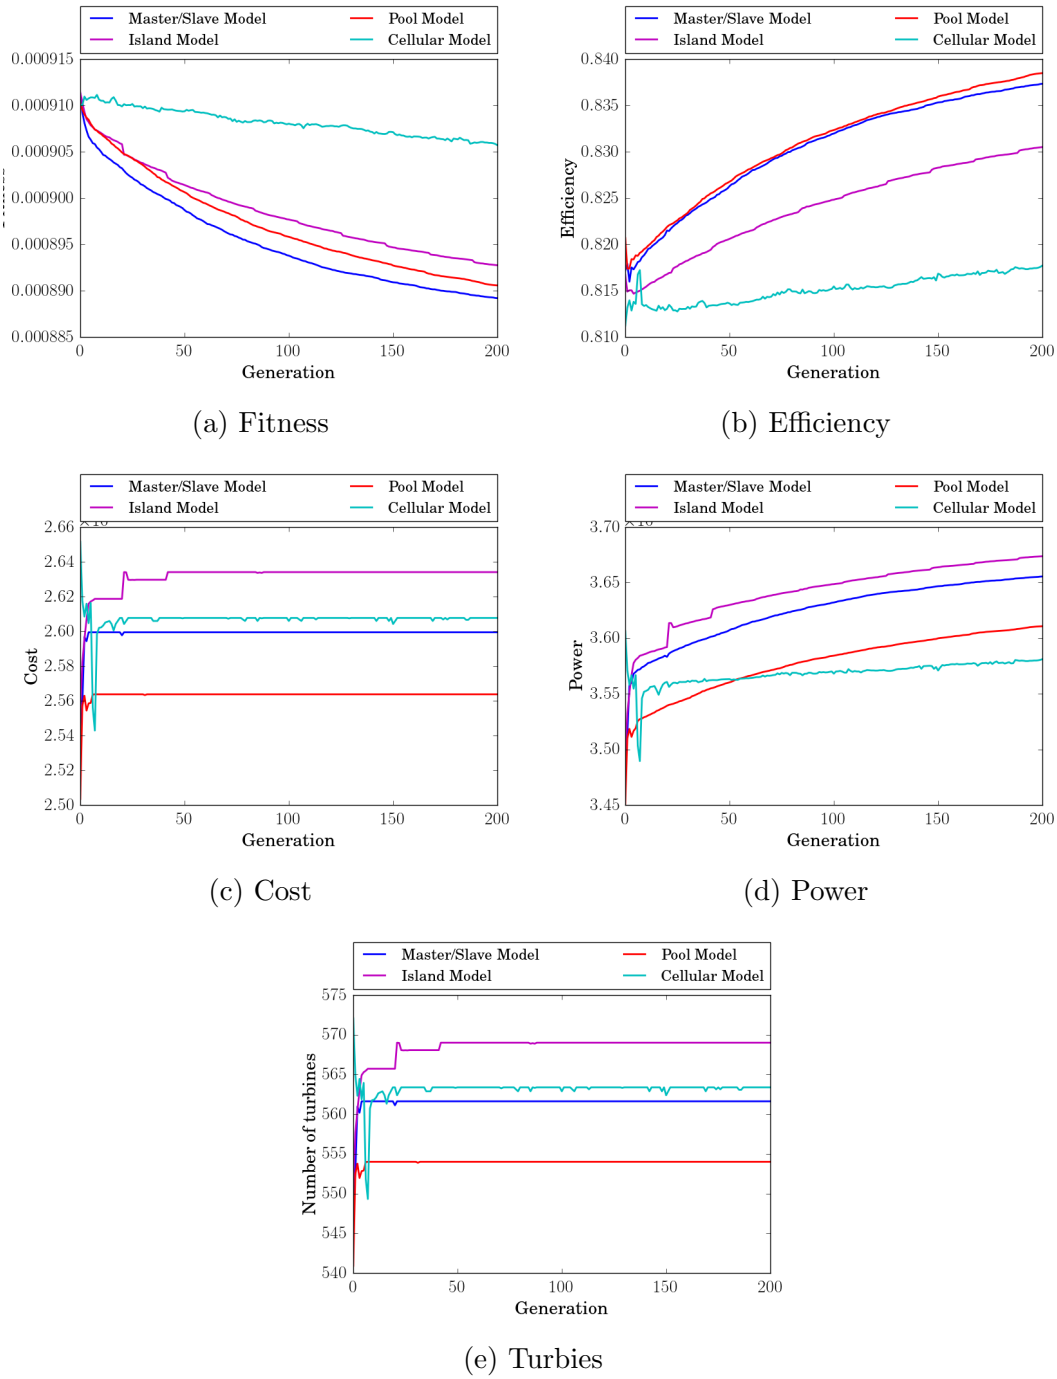 Master/Slave Model Pool Model
Island Model Cellular Model
Master/Slave Model Pool Model
Island Model Cellular Model
0.000915
0.000910
0.000905
0.000900
0.000895
0.000890
0.000885
0 50 100 150 200
Generation
0.840
0.835
0.830
0.825
0.820
0.815
0.810
Efficiency
0 50 100 150 200
Generation
(a) Fitness
(b) Efficiency
Master/Slave Model Pool Model
Island Model Cellular Model
Master/Slave Model Pool Model
Island Model Cellular Model
2.66
2.64
2.62
2.60
2.58
2.56
2.54
2.52
2.50
Cost
0 50 100 150 200
Generation
3.70
3.65
3.60
3.55
3.50
3.45
Power
0 50 100 150 200
Generation
(c) Cost
(d) Power
Master/Slave Model Pool Model
Island Model Cellular Model
575
570
565
560
555
550
545
540
Number of turbines
0 50 100 150 200
Generation
(e) Turbies